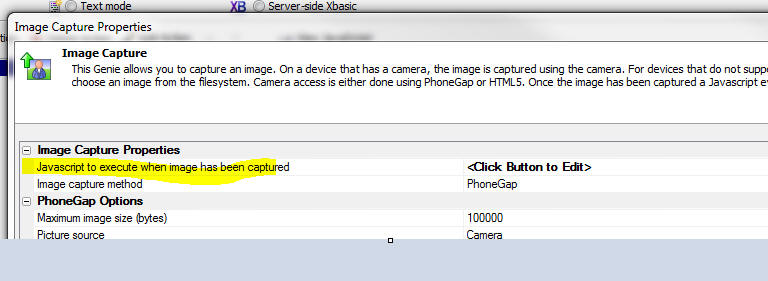 Text mode
XB Server-side Xbasic
Image Capture Properties
Image Capture
This Genie allows you to capture an image. On a device that has a camera, the image is captured using the camera. For devices that do not supp
choose an image from the filesystem. Camera access is either done using PhoneGap or HTML5. Once the image has been captured a Javascript ev
Image Capture Properties
Javascript to execute when image has been captured <Click Button to Edit>
Image capture method PhoneGap
PhoneGap Options
Maximum image size (bytes) 100000
Picture source Camera